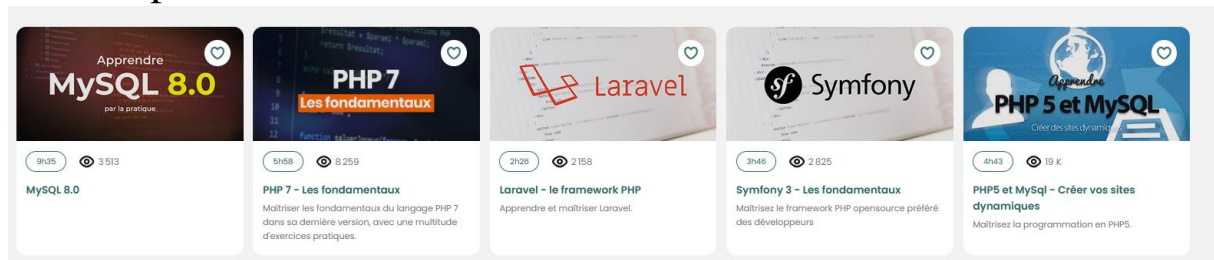 Apprendre
MySQL 8.0
par la pratique
9h35
3 513
MySQL 8.0
PHP 7
Les fondamentaux
5h58
8 259
PHP 7 - Les fondamentaux
Maîtriser les fondamentaux du langage PHP 7
dans sa dernière version, avec une multitude
d'exercices pratiques.
Laravel
2h26
2 158
Laravel - le framework PHP
Apprendre et maîtriser Laravel.
sf Symfony
3h46
2 825
Symfony 3 - Les fondamentaux
Maîtrisez le framework PHP opensource préféré
des développeurs
Apprendre
PHP 5 et MySQL
Créer des sites dynamiques
4h43
19 K
PHP5 et MySql - Créer vos sites
dynamiques
Maîtrisez la programmation en PHP5.